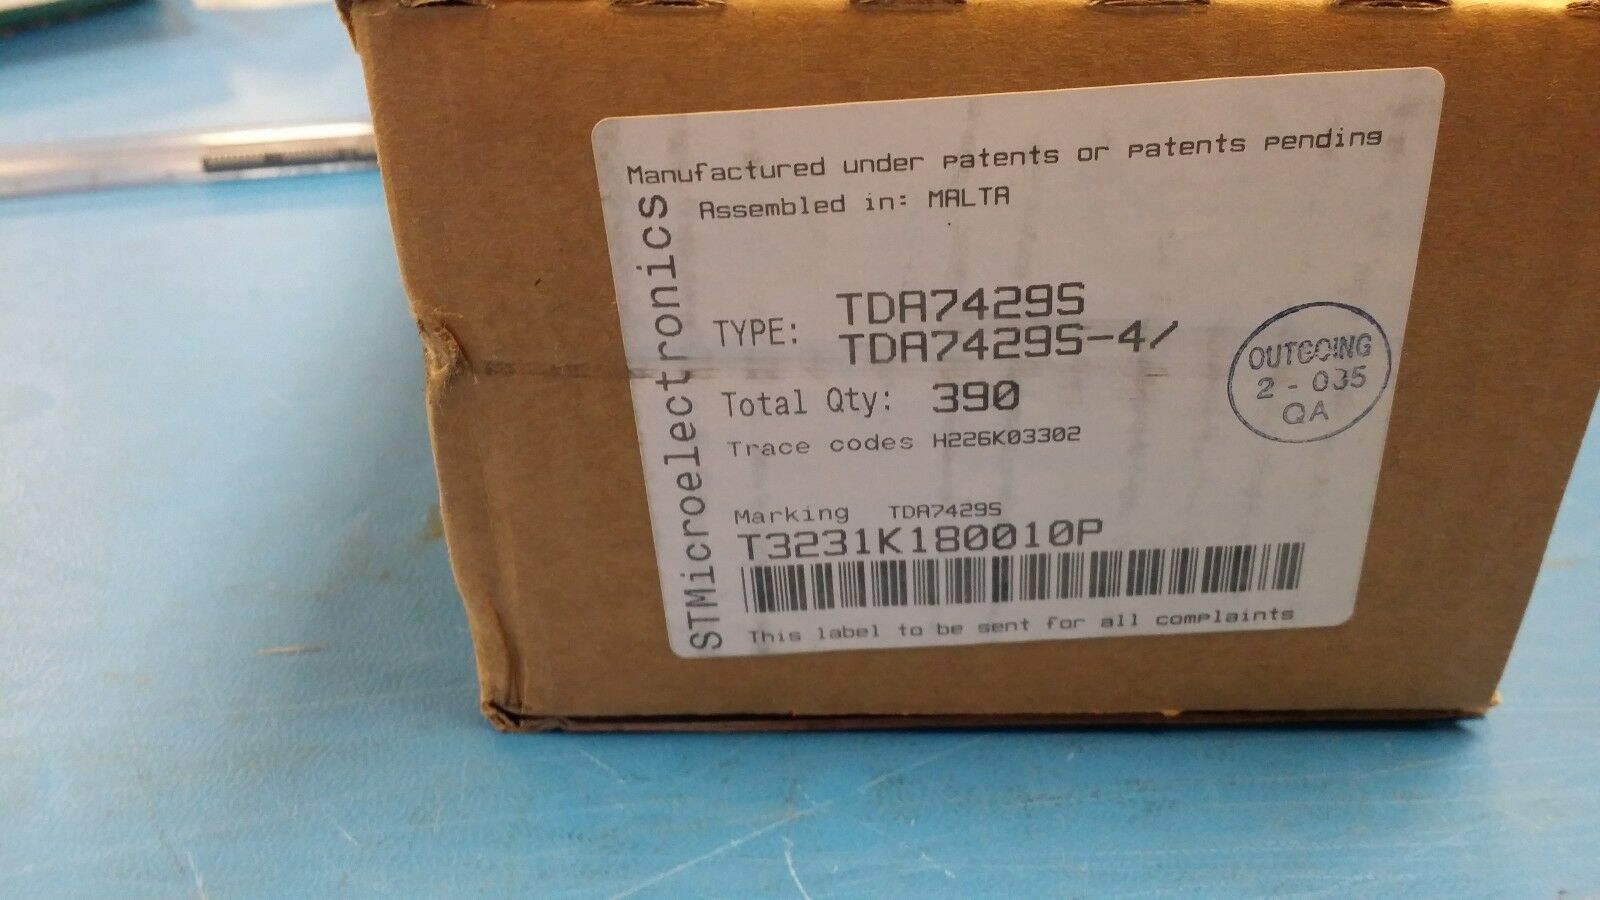 Manufactured under patents or patents pending
Assembled in: MALTA
STMicroelectronics
TYPE: TDA7429S
TDA7429S-4/
Total Qty: 390
Trace codes H226K03302
Marking TDA7429S
T3231K180010P
This label to be sent for all complaints
OUTGOING
2 - 035
QA